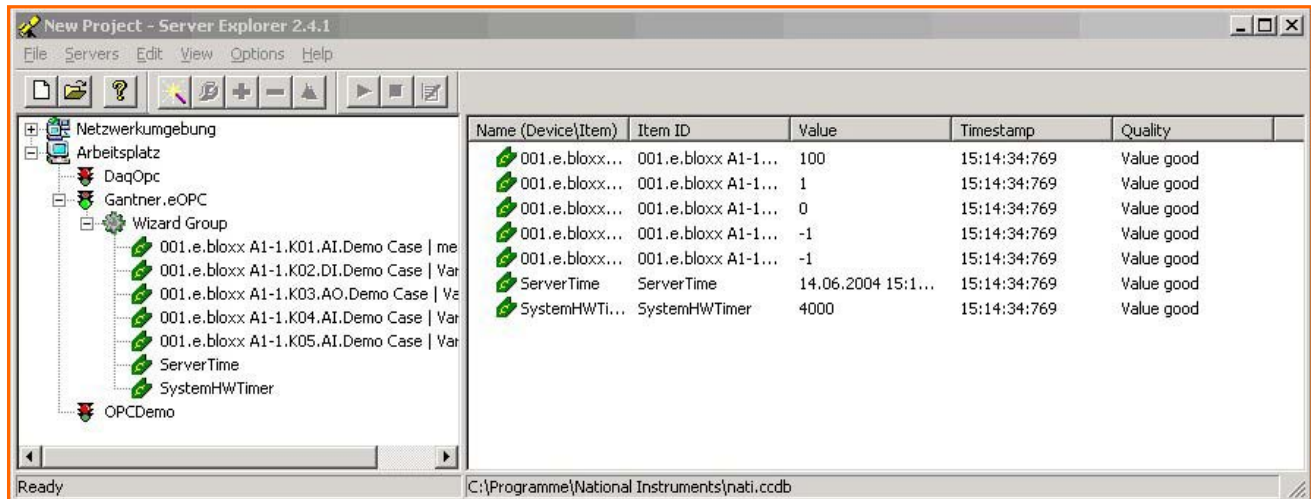 New Project - Server Explorer 2.4.1
File Servers Edit View Options Help
Netzwerkumgebung
Arbeitsplatz
DaqOpc
Gantner.eOPC
Wizard Group
001.e.bloxx A1-1.K01.AI.Demo Case | me
001.e.bloxx A1-1.K02.DI.Demo Case | Var
001.e.bloxx A1-1.K03.AO.Demo Case | Va
001.e.bloxx A1-1.K04.AI.Demo Case | Var
001.e.bloxx A1-1.K05.AI.Demo Case | Var
ServerTime
SystemHWTimer
OPCDemo
Name (Device\Item) Item ID Value Timestamp Quality
001.e.bloxx... 001.e.bloxx A1-1... 100 15:14:34:769 Value good
001.e.bloxx... 001.e.bloxx A1-1... 1 15:14:34:769 Value good
001.e.bloxx... 001.e.bloxx A1-1... 0 15:14:34:769 Value good
001.e.bloxx... 001.e.bloxx A1-1... -1 15:14:34:769 Value good
001.e.bloxx... 001.e.bloxx A1-1... -1 15:14:34:769 Value good
ServerTime ServerTime 14.06.2004 15:1... 15:14:34:769 Value good
SystemHWTi... SystemHWTimer 4000 15:14:34:769 Value good
Ready C:\Programme\National Instruments\nati.ccdb